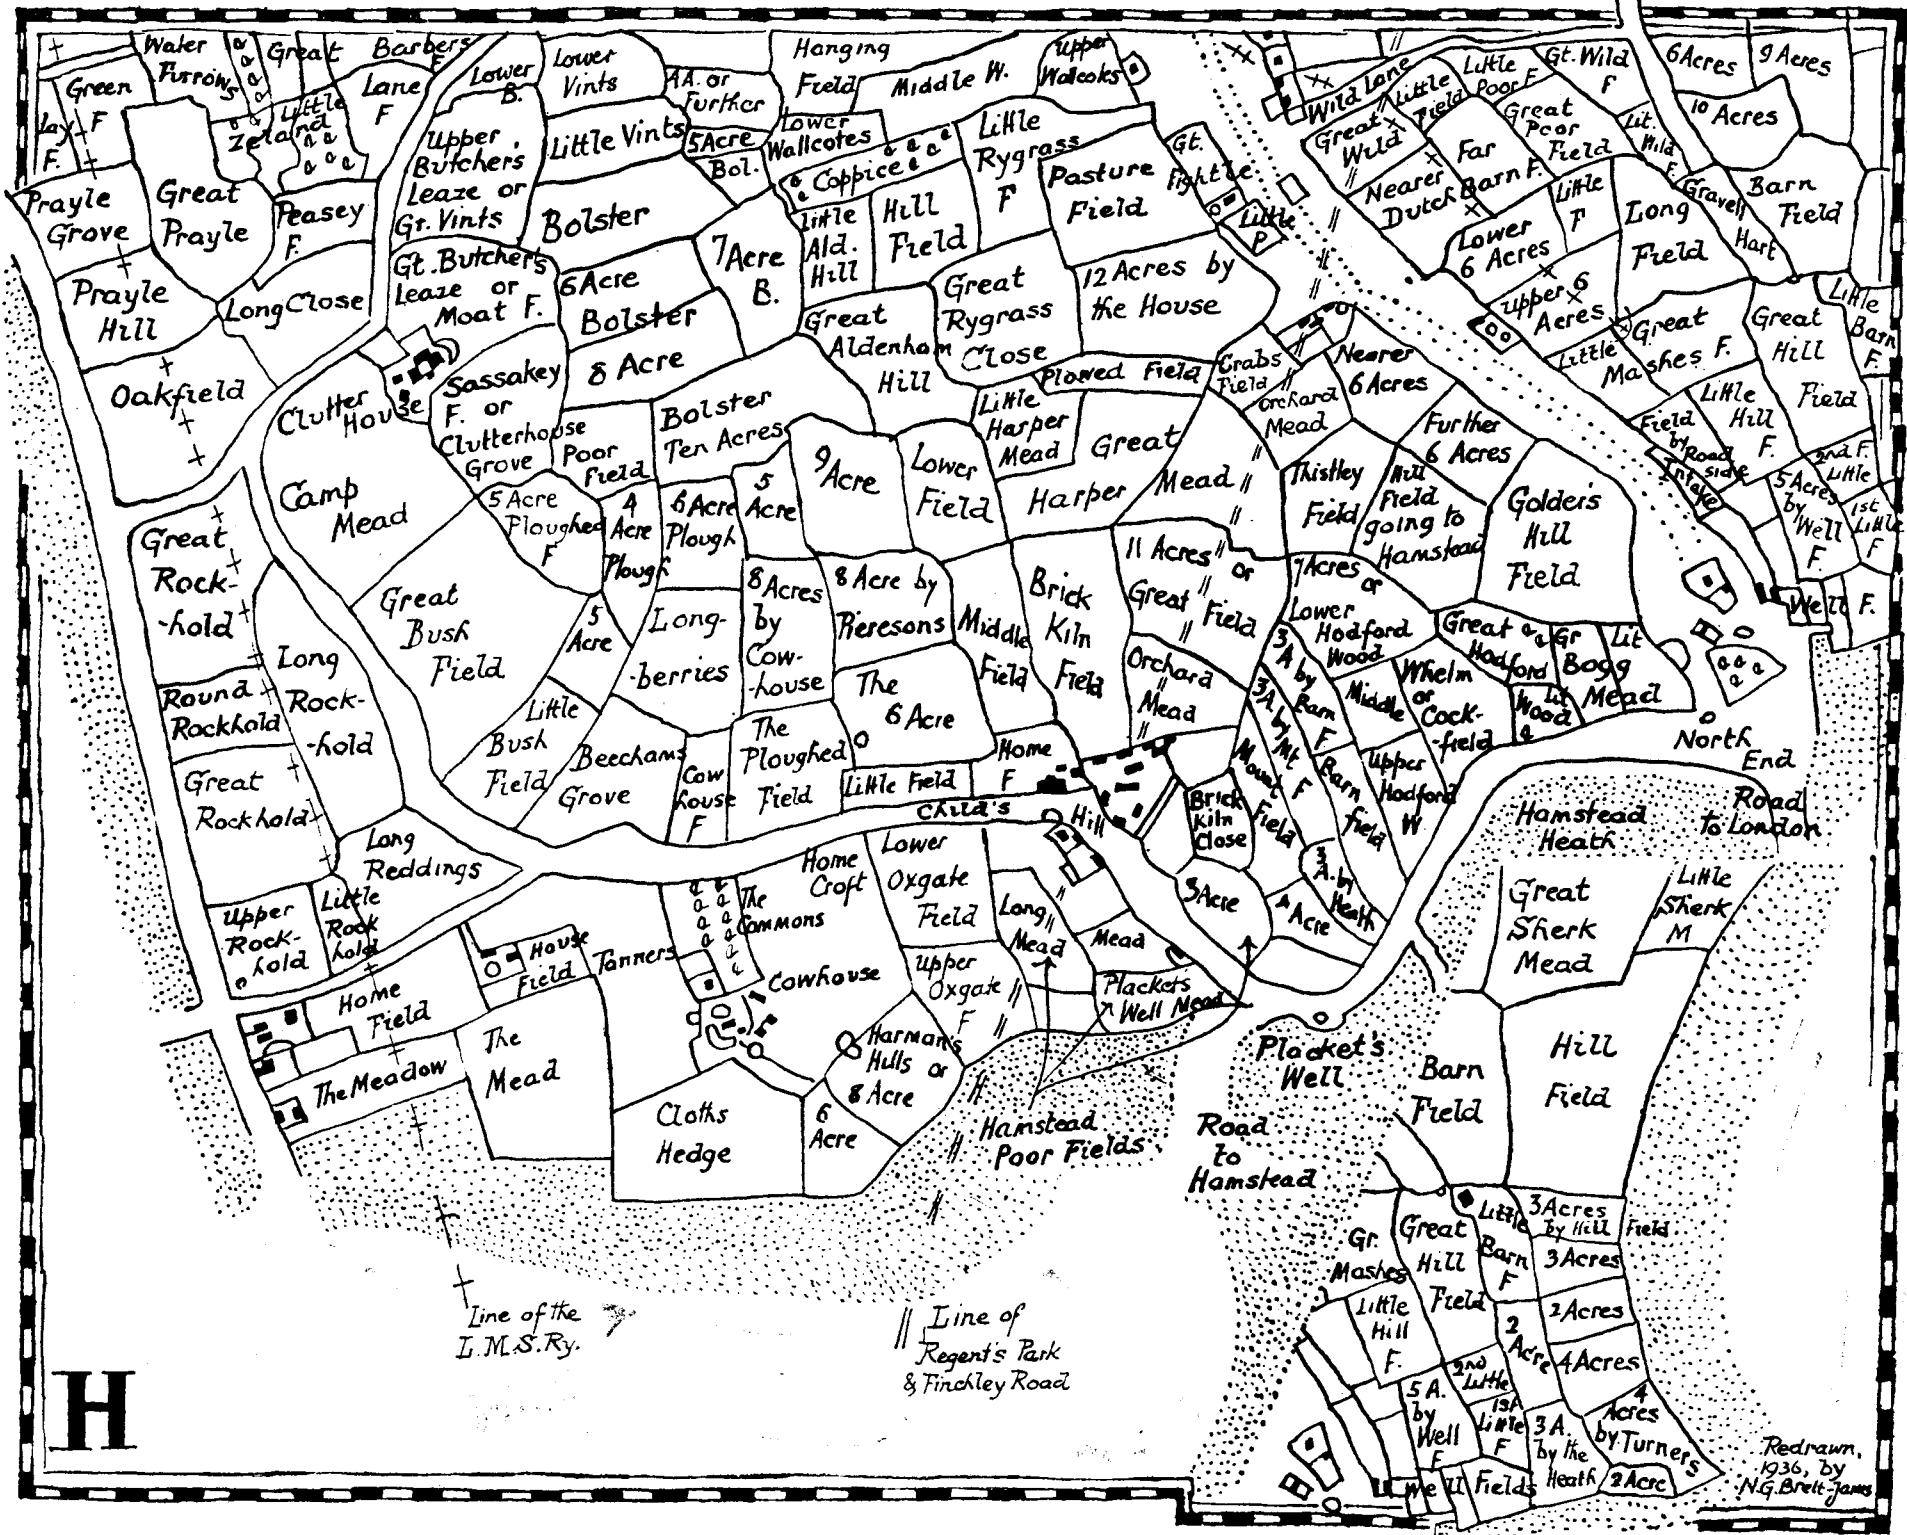 Water
Furrows
Great
Barbers
F
Lower
B.
Lower
Vints
A.A. or
Further
Hanging
Field
Middle W.
Upper
Wallcoks
Wild Lane
Little
Field
Little
Poor F
Gt. Wild
F
6 Acres
9 Acres
10 Acres
Green
F
Lay
F.
Little
Zeland
Lane
F
Upper
Butchers'
Leaze or
Gr. Vints
Little Vints
5 Acre
Bol.
Lower
Wallcotes
Coppice
Little
Rygrass
F
Pasture
Field
Gt.
Fightle
Little
P
Great
Wild
Nearer
Dutch
Far
Barn F.
Great
Poor
Field
Lit.
Wild
F.
Gravell
Hart
Barn
Field
Prayle
Grove
Great
Prayle
Peasey
F.
Bolster
7 Acre
B.
Little
Ald.
Hill
Hill
Field
Lower
6 Acres
Little
F
Long
Field
Prayle
Hill
Long Close
Gt. Butcher's
Leaze or
Moat F.
6 Acre
Bolster
Great
Aldenham
Hill
Great
Rygrass
Close
12 Acres by
the House
Upper 6
Acres
Little
Great
Mashes F.
Great
Hill
Field
Little
Barn
F.
Oakfield
Clutter
House
Sassakey
F. or
Clutterhouse
Grove
8 Acre
Bolster
Ten Acres
Poor
Field
Plowed Field
Crabs
Field
Orchard
Mead
Nearer
6 Acres
Further
6 Acres
Little
Hill
F.
Field
by
Road
side
Intake
2nd F.
Little
5 Acres
by
Well
F.
1st
Little
F
Camp
Mead
5 Acre
Ploughed
F
4
Acre
Plough
6 Acre
Plough
5
Acre
9
Acre
Lower
Field
Little
Harper
Mead
Great
Harper
Mead
Thistley
Field
Hill
Field
going to
Hamstead
Golders
Hill
Field
Well F.
Great
Rock-
-hold
Long
Rock-
-hold
Great
Bush
Field
5
Acre
Long-
-berries
8 Acres
by
Cow-
-house
8 Acre by
Reresons
Middle
Field
Brick
Kiln
Field
11 Acres
or
Great Field
7 Acres
or
Lower
Hodford
Wood
Great
Hodford
Gr
Bogg
Lit
Mead
Round
Rockhold
Little
Bush
Field
Beechams
Grove
Cow
house
F
The
Ploughed
Field
The
6 Acre
Little Field
Home
F
Orchard
Mead
3
A by
Barn
F
3 A.
by
Mt
F
Middle
Whelm
or
Cock-
-field
Lit
Wood
North
End
Great
Rockhold
Long
Reddings
Child's
Hill
Brick
Kiln
Close
Mount
Field
Barn
field
Upper
Hodford
W
Hamstead
Heath
Road
to London
Upper
Rock-
hold
Little
Rock
hold
Home
Croft
The
Commons
Lower
Oxgate
Field
Long
Mead
Mead
3 Acre
4
Acre
3
A. by
Heath
Great
Sherk
Mead
Little
Sherk
M
House
Field
Tanners
Cowhouse
Upper
Oxgate
F
Plackets
Well Mead
Home
Field
The Meadow
The
Mead
Harman's
Hills or
8 Acre
Placket's
Well
Barn
Field
Hill
Field
Cloths
Hedge
6
Acre
Hamstead
Poor Fields
Road
to
Hamstead
Gr.
Mashes
Great
Hill
Field
Little
Barn
F
3 Acres
by Hill Field
3 Acres
2 Acres
Little
Hill
F.
2
Acre
4 Acres
2nd
Little
1st
Little
F
5 A.
by
Well
F
3 A.
by the
Heath
4
Acres
by Turners
2 Acre
Well Fields
Line of the
L.M.S.Ry.
Line of
Regent's Park
& Finchley Road
H
Redrawn,
1936, by
N.G. Brett-James